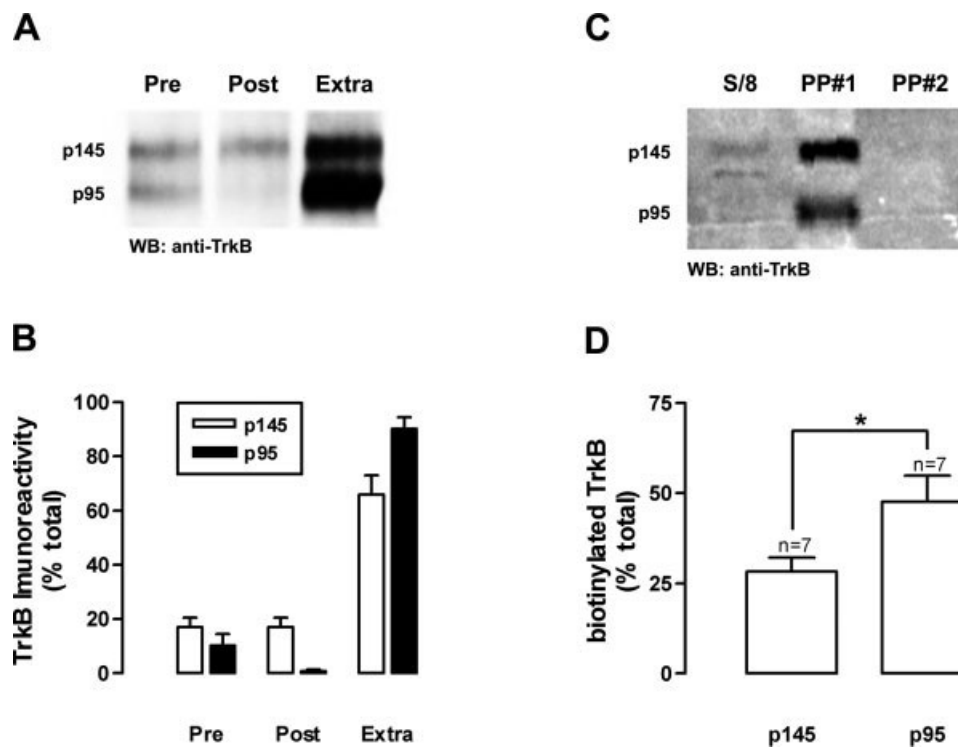 A
Pre Post Extra
p145
p95
WB: anti-TrkB
B
TrkB Imunoreactivity
(% total)
100
80
60
40
20
0
p145
p95
Pre Post Extra
C
S/8 PP#1 PP#2
p145
p95
WB: anti-TrkB
D
biotinylated TrkB
(% total)
75
50
25
0
*
n=7
n=7
p145 p95